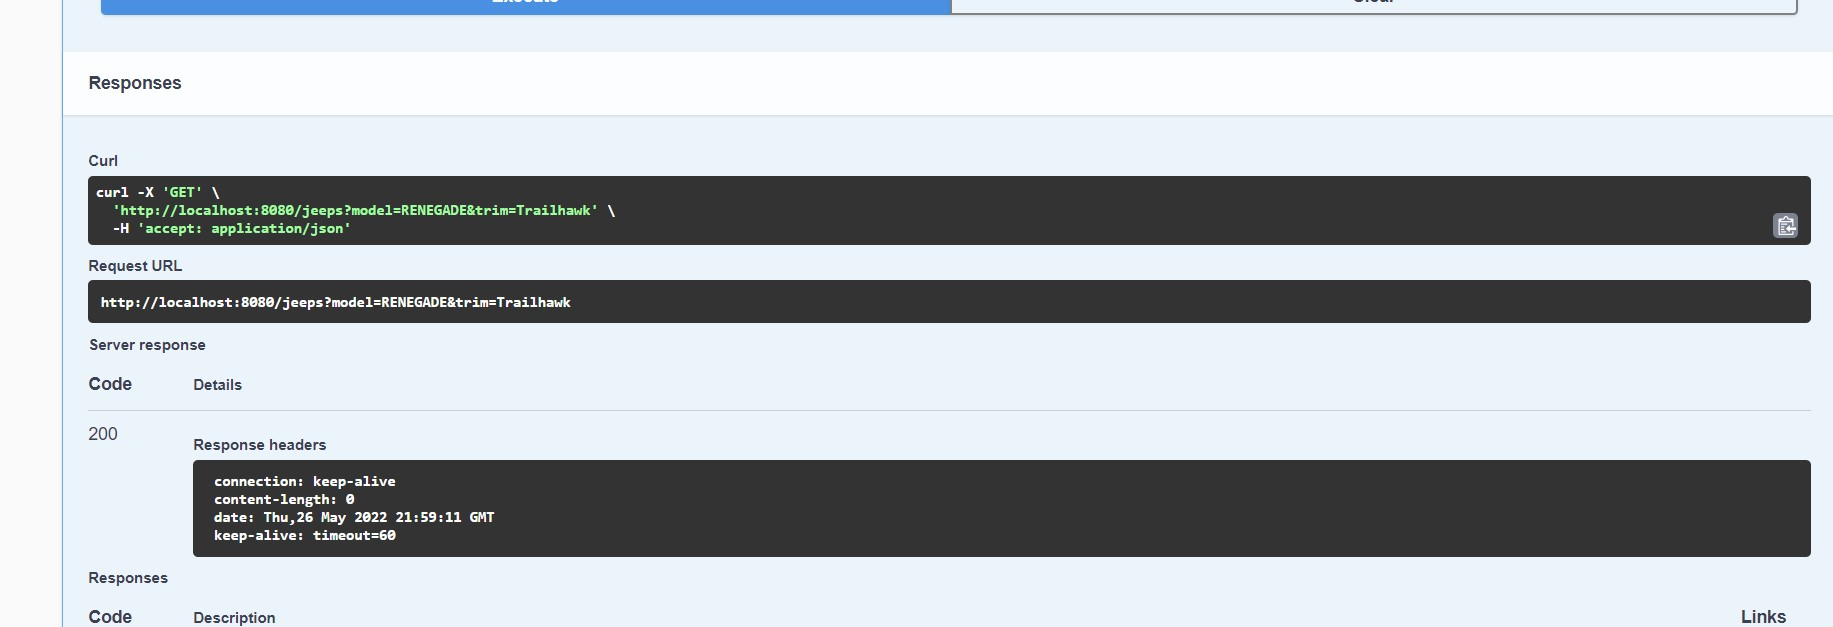 Execute
Clear
Responses
Curl
curl -X 'GET' \
'http://localhost:8080/jeeps?model=RENEGADE&trim=Trailhawk' \
-H 'accept: application/json'
Request URL
http://localhost:8080/jeeps?model=RENEGADE&trim=Trailhawk
Server response
Code
Details
200
Response headers
connection: keep-alive
content-length: 0
date: Thu,26 May 2022 21:59:11 GMT
keep-alive: timeout=60
Responses
Code
Description
Links